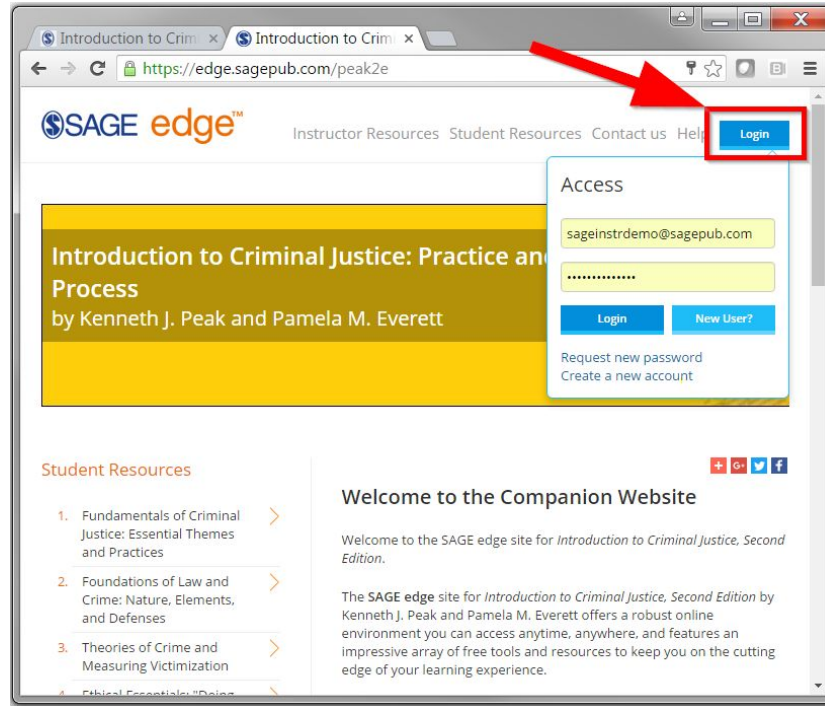 Introduction to Crim
Introduction to Crim
https://edge.sagepub.com/peak2e
SAGE edge™
Instructor Resources Student Resources Contact us Help Login
Access
sageinstrdemo@sagepub.com
••••••••••••••
Login New User?
Request new password
Create a new account
Introduction to Criminal Justice: Practice and
Process
by Kenneth J. Peak and Pamela M. Everett
Student Resources
1. Fundamentals of Criminal
Justice: Essential Themes
and Practices
2. Foundations of Law and
Crime: Nature, Elements,
and Defenses
3. Theories of Crime and
Measuring Victimization
4. Ethical Essentials: "Doing
Welcome to the Companion Website
Welcome to the SAGE edge site for Introduction to Criminal Justice, Second
Edition.
The SAGE edge site for Introduction to Criminal Justice, Second Edition by
Kenneth J. Peak and Pamela M. Everett offers a robust online
environment you can access anytime, anywhere, and features an
impressive array of free tools and resources to keep you on the cutting
edge of your learning experience.